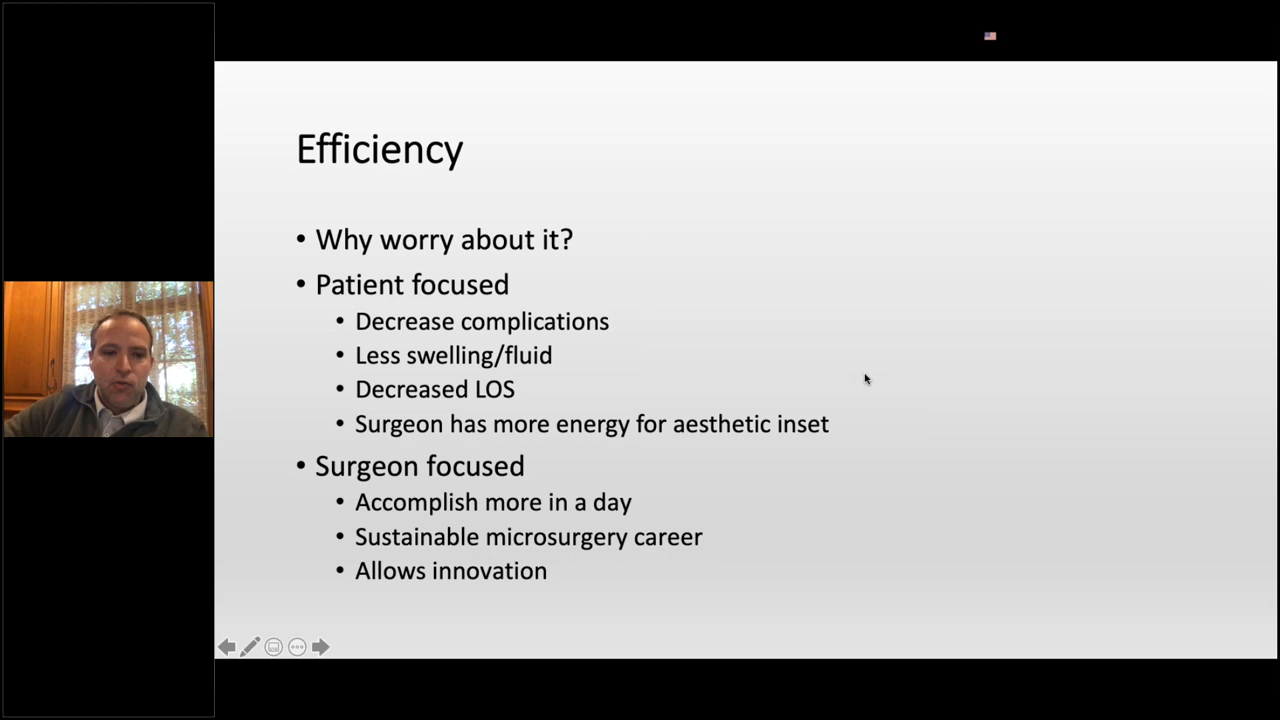 Efficiency
• Why worry about it?
• Patient focused
• Decrease complications
• Less swelling/fluid
• Decreased LOS
• Surgeon has more energy for aesthetic inset
• Surgeon focused
• Accomplish more in a day
• Sustainable microsurgery career
• Allows innovation